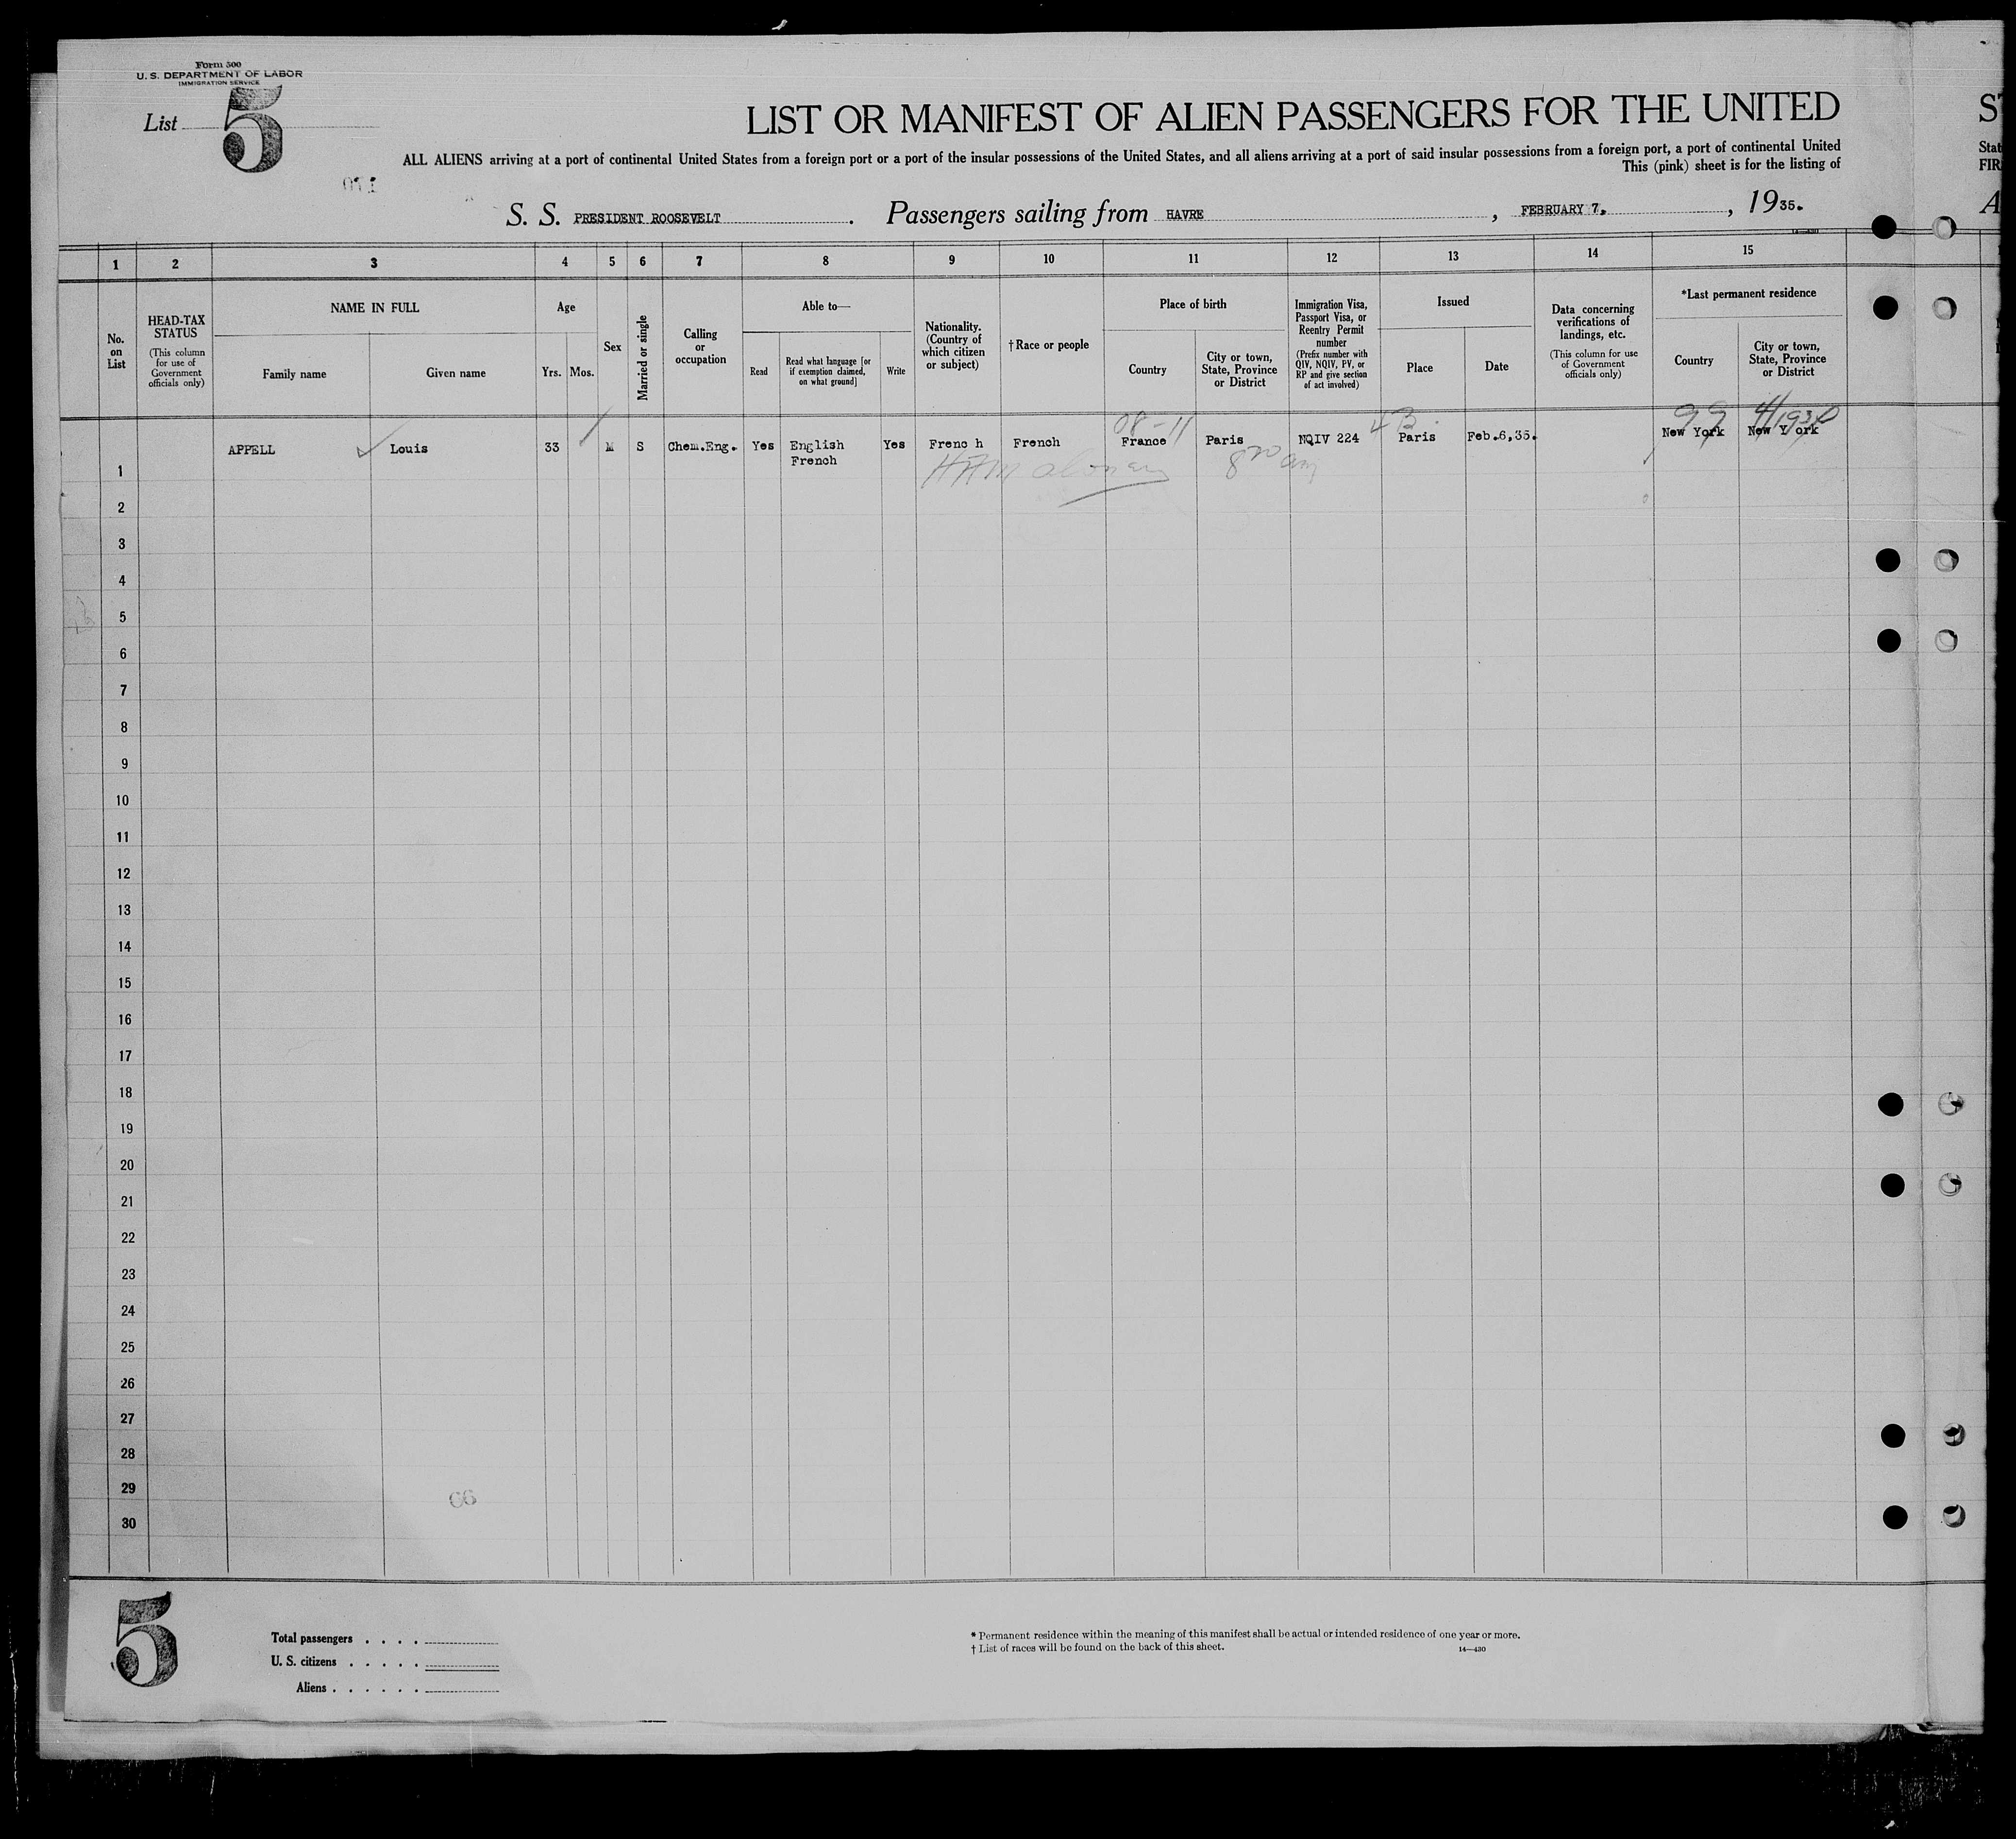 Form 500
U. S. DEPARTMENT OF LABOR
IMMIGRATION SERVICE
List 5
LIST OR MANIFEST OF ALIEN PASSENGERS FOR THE UNITED
ALL ALIENS arriving at a port of continental United States from a foreign port or a port of the insular possessions of the United States, and all aliens arriving at a port of said insular possessions from a foreign port, a port of continental United
This (pink) sheet is for the listing of
S. S. PRESIDENT ROOSEVELT. Passengers sailing from HAVRE, FEBRUARY 7, 1935.
1 2 3 4 5 6 7 8 9 10 11 12 13 14 15
No. on List
HEAD-TAX STATUS (This column for use of Government officials only)
NAME IN FULL
Family name
Given name
Age
Yrs.
Mos.
Sex
Married or single
Calling or occupation
Able to—
Read
Read what language [or if exemption claimed, on what ground]
Write
Nationality. (Country of which citizen or subject)
†Race or people
Place of birth
Country
City or town, State, Province or District
Immigration Visa, Passport Visa, or Reentry Permit number (Prefix number with QIV, NQIV, PV, or RP and give section of act involved)
Issued
Place
Date
Data concerning verifications of landings, etc. (This column for use of Government officials only)
*Last permanent residence
Country
City or town, State, Province or District
08-11 4 B. 99
APPELL Louis 33 M S Chem.Eng. Yes English Yes Frenc h French France Paris NQIV 224 Paris Feb.6,35. New York New Y ork
French
1
2
3
4
5
6
7
8
9
10
11
12
13
14
15
16
17
18
19
20
21
22
23
24
25
26
27
28
29
66
30
5
Total passengers
U. S. citizens
Aliens
* Permanent residence within the meaning of this manifest shall be actual or intended residence of one year or more.
† List of races will be found on the back of this sheet. 14—430